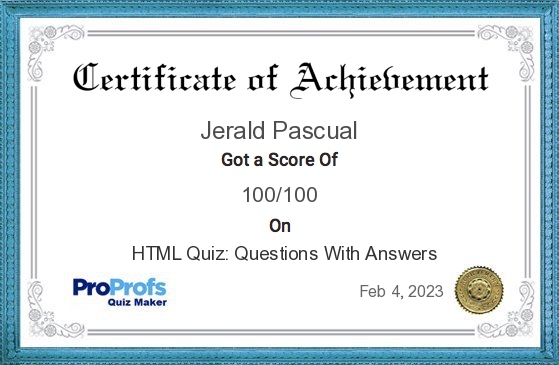 Certificate of Achievement
Jerald Pascual
Got a Score Of
100/100
On
HTML Quiz: Questions With Answers
ProProfs
Quiz Maker
Feb 4, 2023